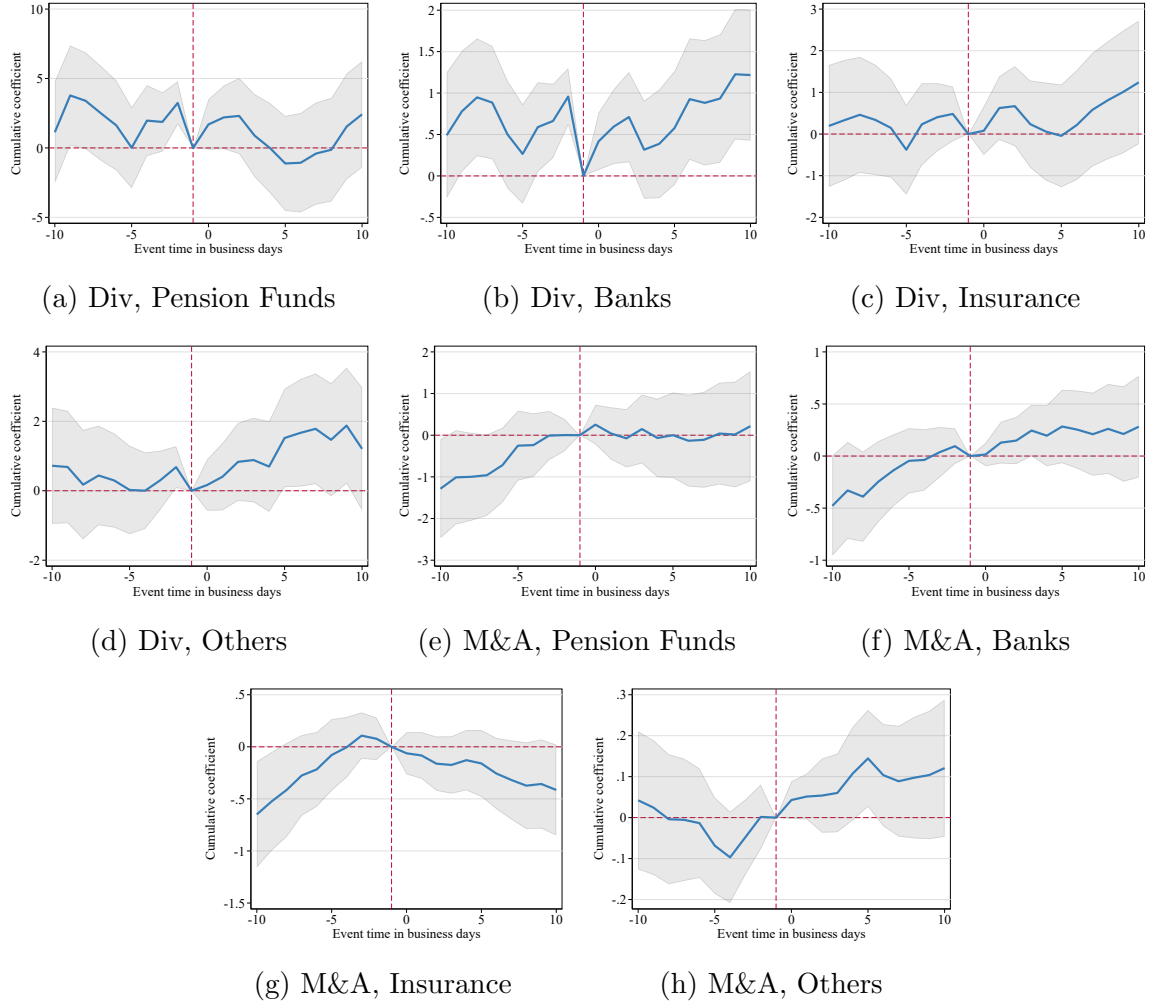 10
5
0
-5
Cumulative coefficient
-10 -5 0 5 10
Event time in business days
(a) Div, Pension Funds
2
1.5
1
.5
0
-.5
Cumulative coefficient
-10 -5 0 5 10
Event time in business days
(b) Div, Banks
3
2
1
0
-1
-2
Cumulative coefficient
-10 -5 0 5 10
Event time in business days
(c) Div, Insurance
4
2
0
-2
Cumulative coefficient
-10 -5 0 5 10
Event time in business days
(d) Div, Others
2
1
0
-1
-2
-3
Cumulative coefficient
-10 -5 0 5 10
Event time in business days
(e) M&A, Pension Funds
1
.5
0
-.5
-1
Cumulative coefficient
-10 -5 0 5 10
Event time in business days
(f) M&A, Banks
.5
0
-.5
-1
-1.5
Cumulative coefficient
-10 -5 0 5 10
Event time in business days
(g) M&A, Insurance
.3
.2
.1
0
-.1
-.2
Cumulative coefficient
-10 -5 0 5 10
Event time in business days
(h) M&A, Others